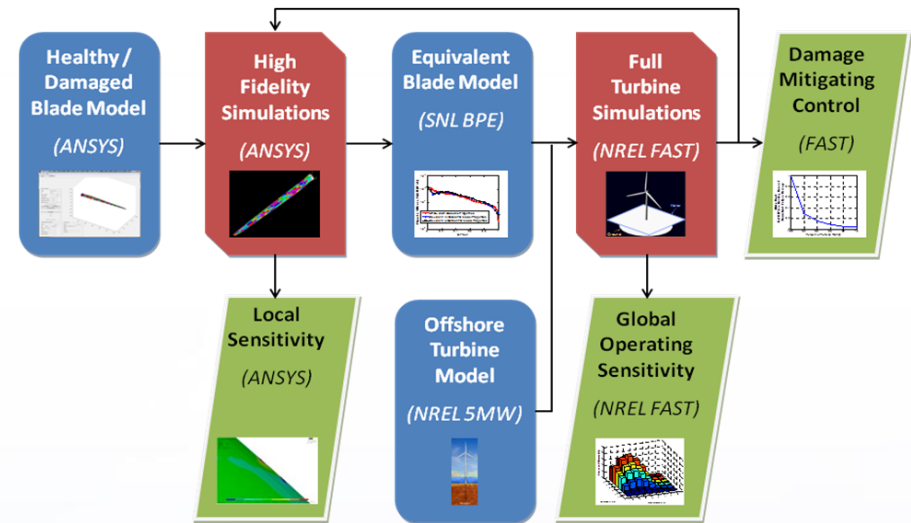 Healthy /
Damaged
Blade Model
(ANSYS)
High
Fidelity
Simulations
(ANSYS)
Equivalent
Blade Model
(SNL BPE)
Full
Turbine
Simulations
(NREL FAST)
Damage
Mitigating
Control
(FAST)
Local
Sensitivity
(ANSYS)
Offshore
Turbine
Model
(NREL 5MW)
Global
Operating
Sensitivity
(NREL FAST)